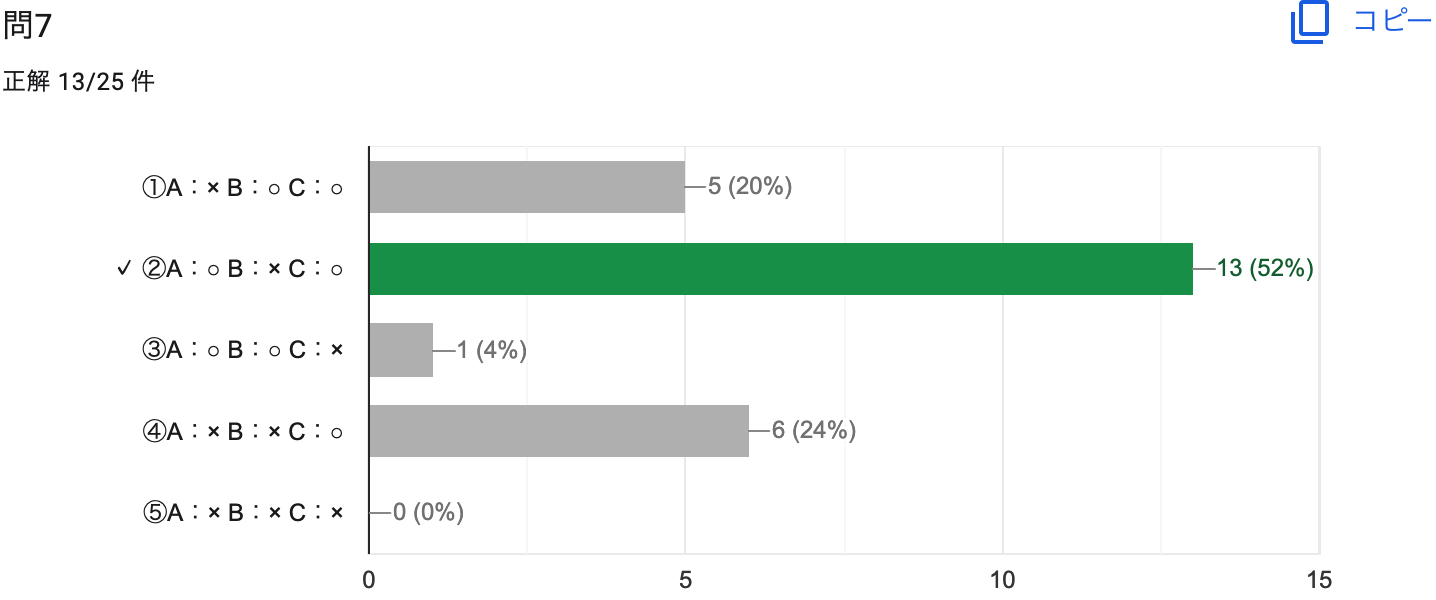 問7
コピー
正解 13/25 件
①A：× B：○ C：○
5 (20%)
✓ ②A：○ B：× C：○
13 (52%)
③A：○ B：○ C：×
1 (4%)
④A：× B：× C：○
6 (24%)
⑤A：× B：× C：×
0 (0%)
0 5 10 15